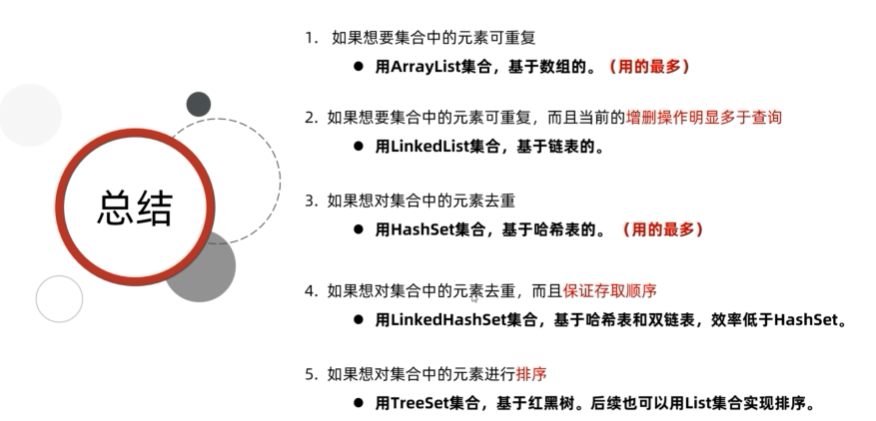 总结
1. 如果想要集合中的元素可重复
● 用ArrayList集合，基于数组的。（用的最多）
2. 如果想要集合中的元素可重复，而且当前的增删操作明显多于查询
● 用LinkedList集合，基于链表的。
3. 如果想对集合中的元素去重
● 用HashSet集合，基于哈希表的。（用的最多）
4. 如果想对集合中的元素去重，而且保证存取顺序
● 用LinkedHashSet集合，基于哈希表和双链表，效率低于HashSet。
5. 如果想对集合中的元素进行排序
● 用TreeSet集合，基于红黑树。后续也可以用List集合实现排序。